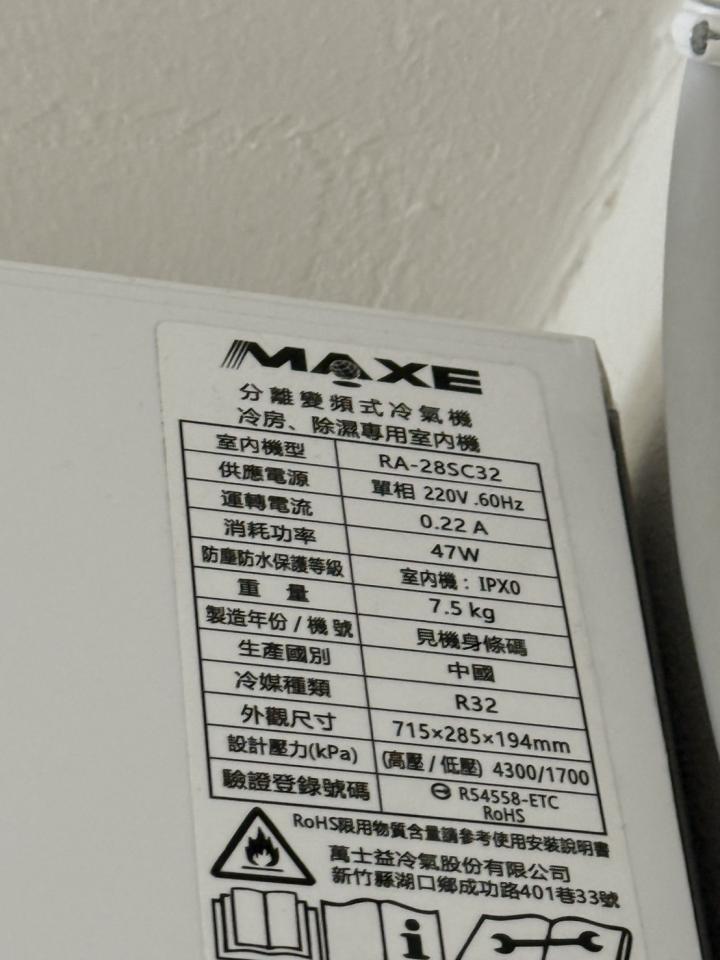 MAXE
分離變頻式冷氣機
冷房、除濕專用室內機
室內機型 RA-28SC32
供應電源 單相 220V.60Hz
運轉電流 0.22 A
消耗功率 47W
防塵防水保護等級 室內機：IPX0
重 量 7.5 kg
製造年份/機號 見機身條碼
生產國別 中國
冷媒種類 R32
外觀尺寸 715×285×194mm
設計壓力(kPa) (高壓/低壓) 4300/1700
驗證登錄號碼 R54558-ETC
RoHS
RoHS限用物質含量請參考使用安裝說明書
萬士益冷氣股份有限公司
新竹縣湖口鄉成功路401巷33號